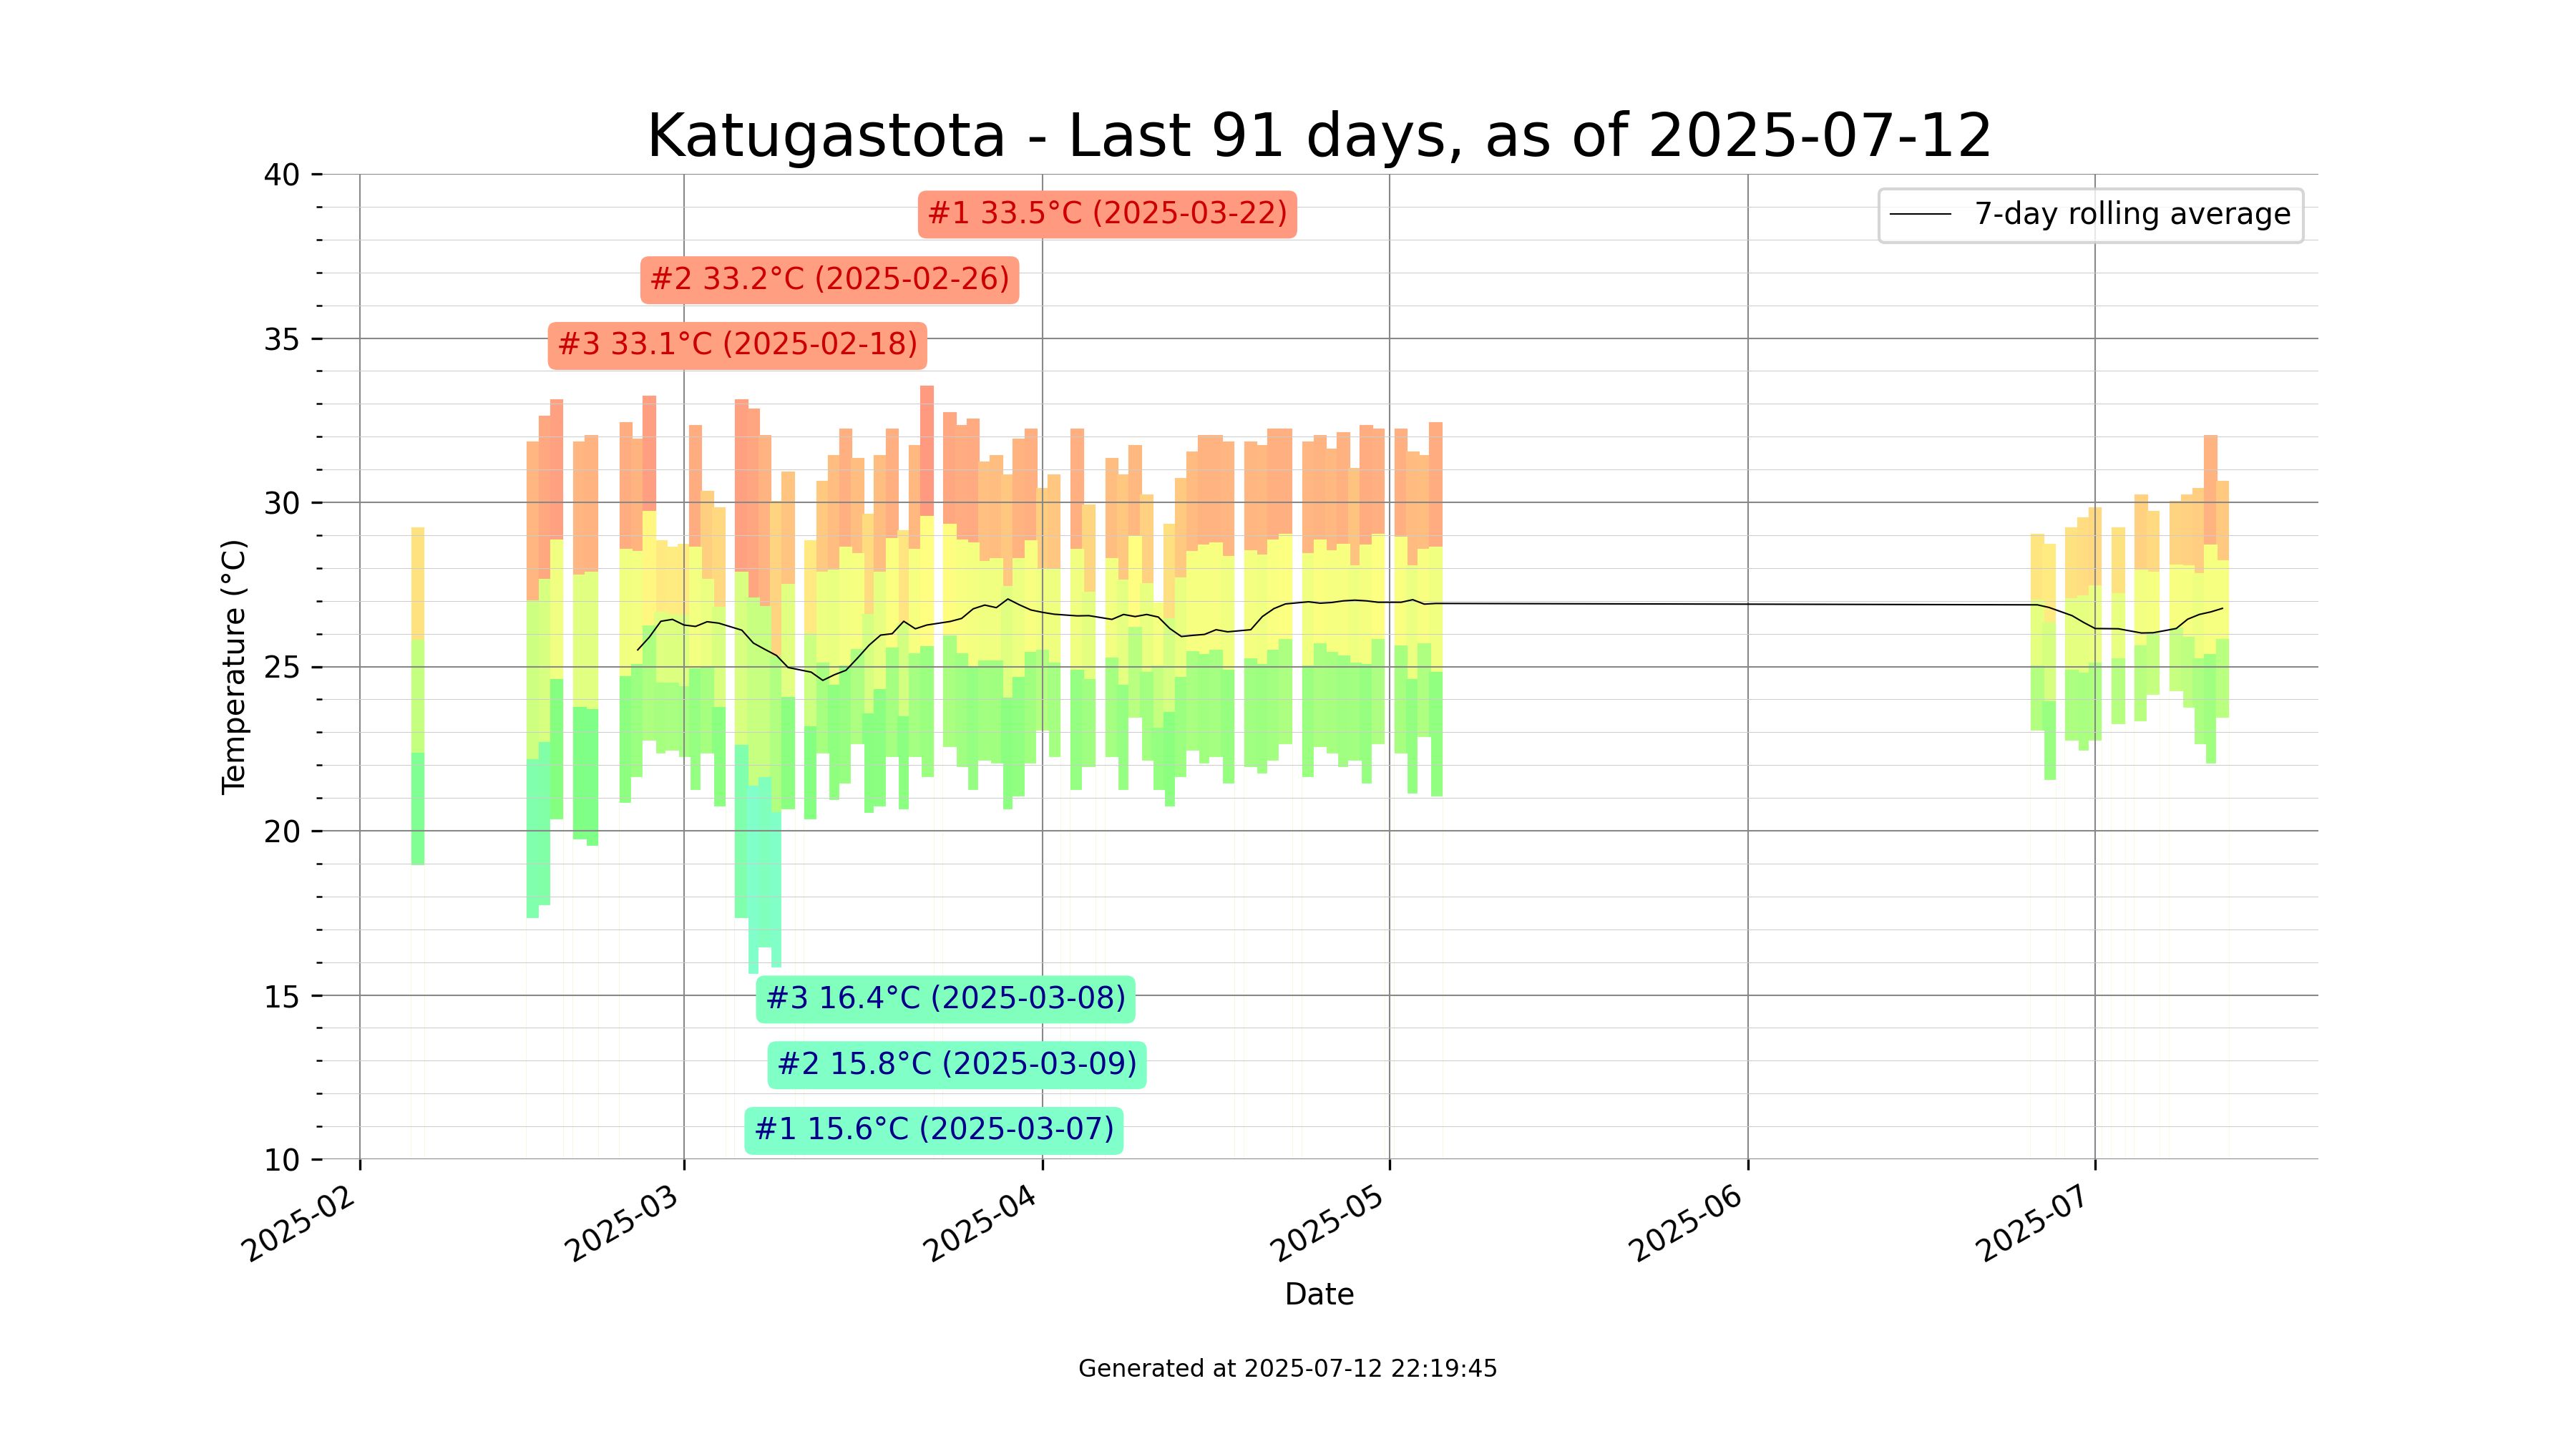 Katugastota - Last 91 days, as of 2025-07-12
40
35
30
25
20
15
10
Temperature (°C)
#1 33.5°C (2025-03-22)
#2 33.2°C (2025-02-26)
#3 33.1°C (2025-02-18)
7-day rolling average
#3 16.4°C (2025-03-08)
#2 15.8°C (2025-03-09)
#1 15.6°C (2025-03-07)
2025-02
2025-03
2025-04
2025-05
2025-06
2025-07
Date
Generated at 2025-07-12 22:19:45